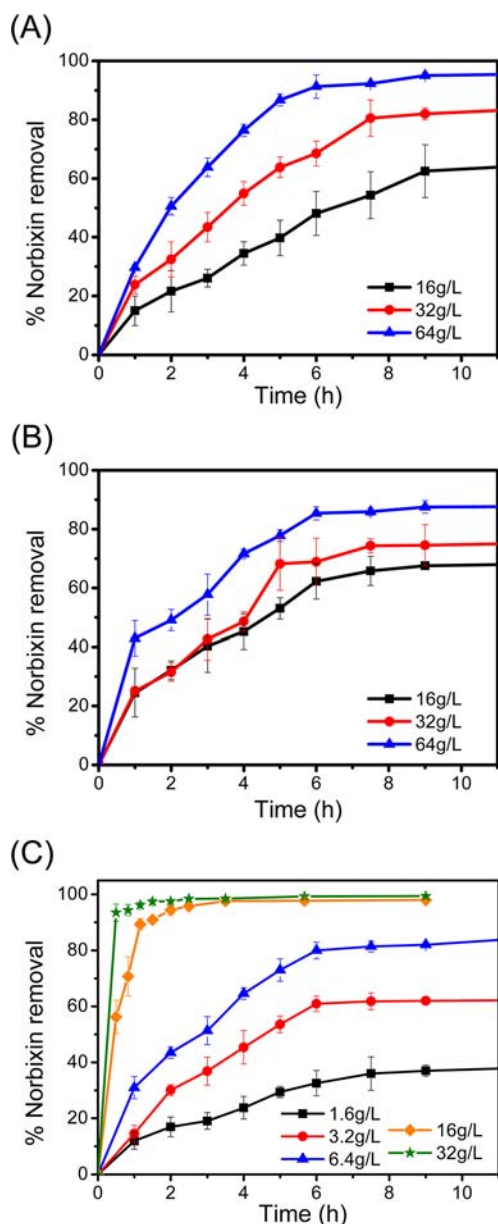 (A)
% Norbixin removal
100
80
60
40
20
0
16g/L
32g/L
64g/L
0 2 4 6 8 10
Time (h)
(B)
% Norbixin removal
100
80
60
40
20
0
16g/L
32g/L
64g/L
0 2 4 6 8 10
Time (h)
(C)
% Norbixin removal
100
80
60
40
20
0
1.6g/L 16g/L
3.2g/L 32g/L
6.4g/L
0 2 4 6 8 10
Time (h)